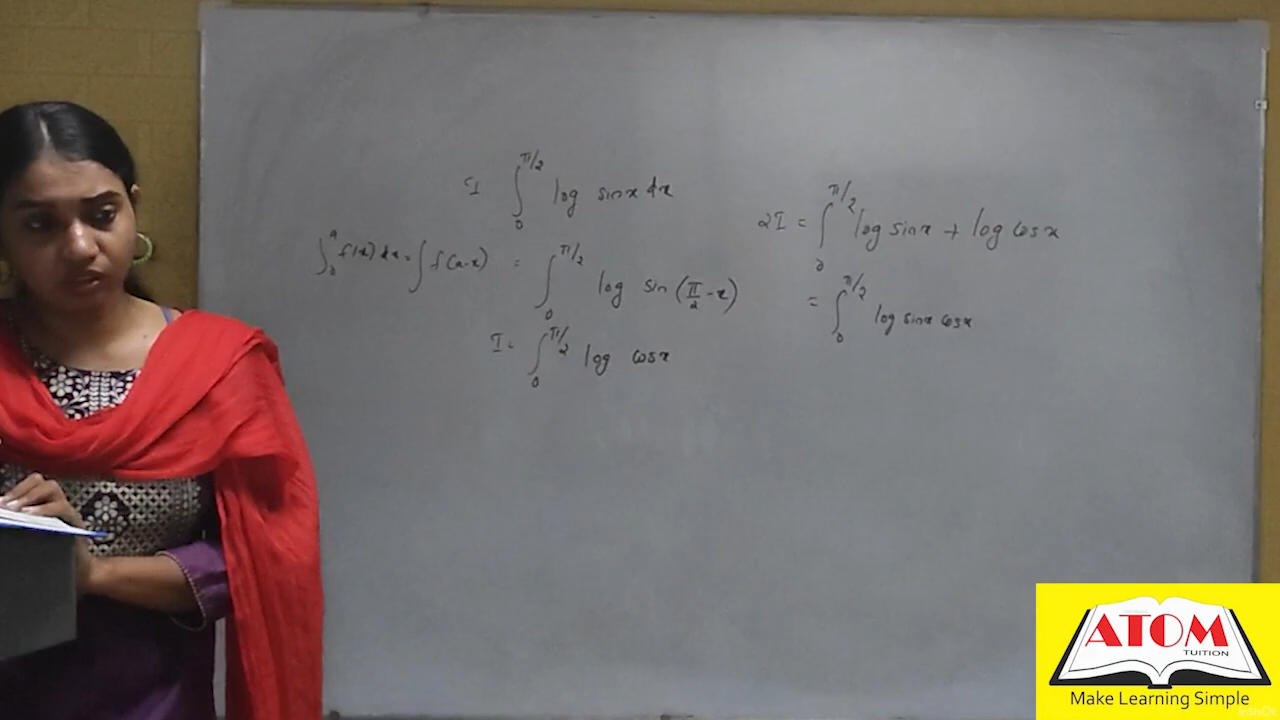 I ∫₀^π/2 log sinx dx
∫₀^a f(x) dx = ∫ f(a-x)
= ∫₀^π/2 log sin (π/2 - x)
I = ∫₀^π/2 log cosx
2I = ∫₀^π/2 log sinx + log cosx
= ∫₀^π/2 log sinx cosx
ATOM
TUITION
Make Learning Simple